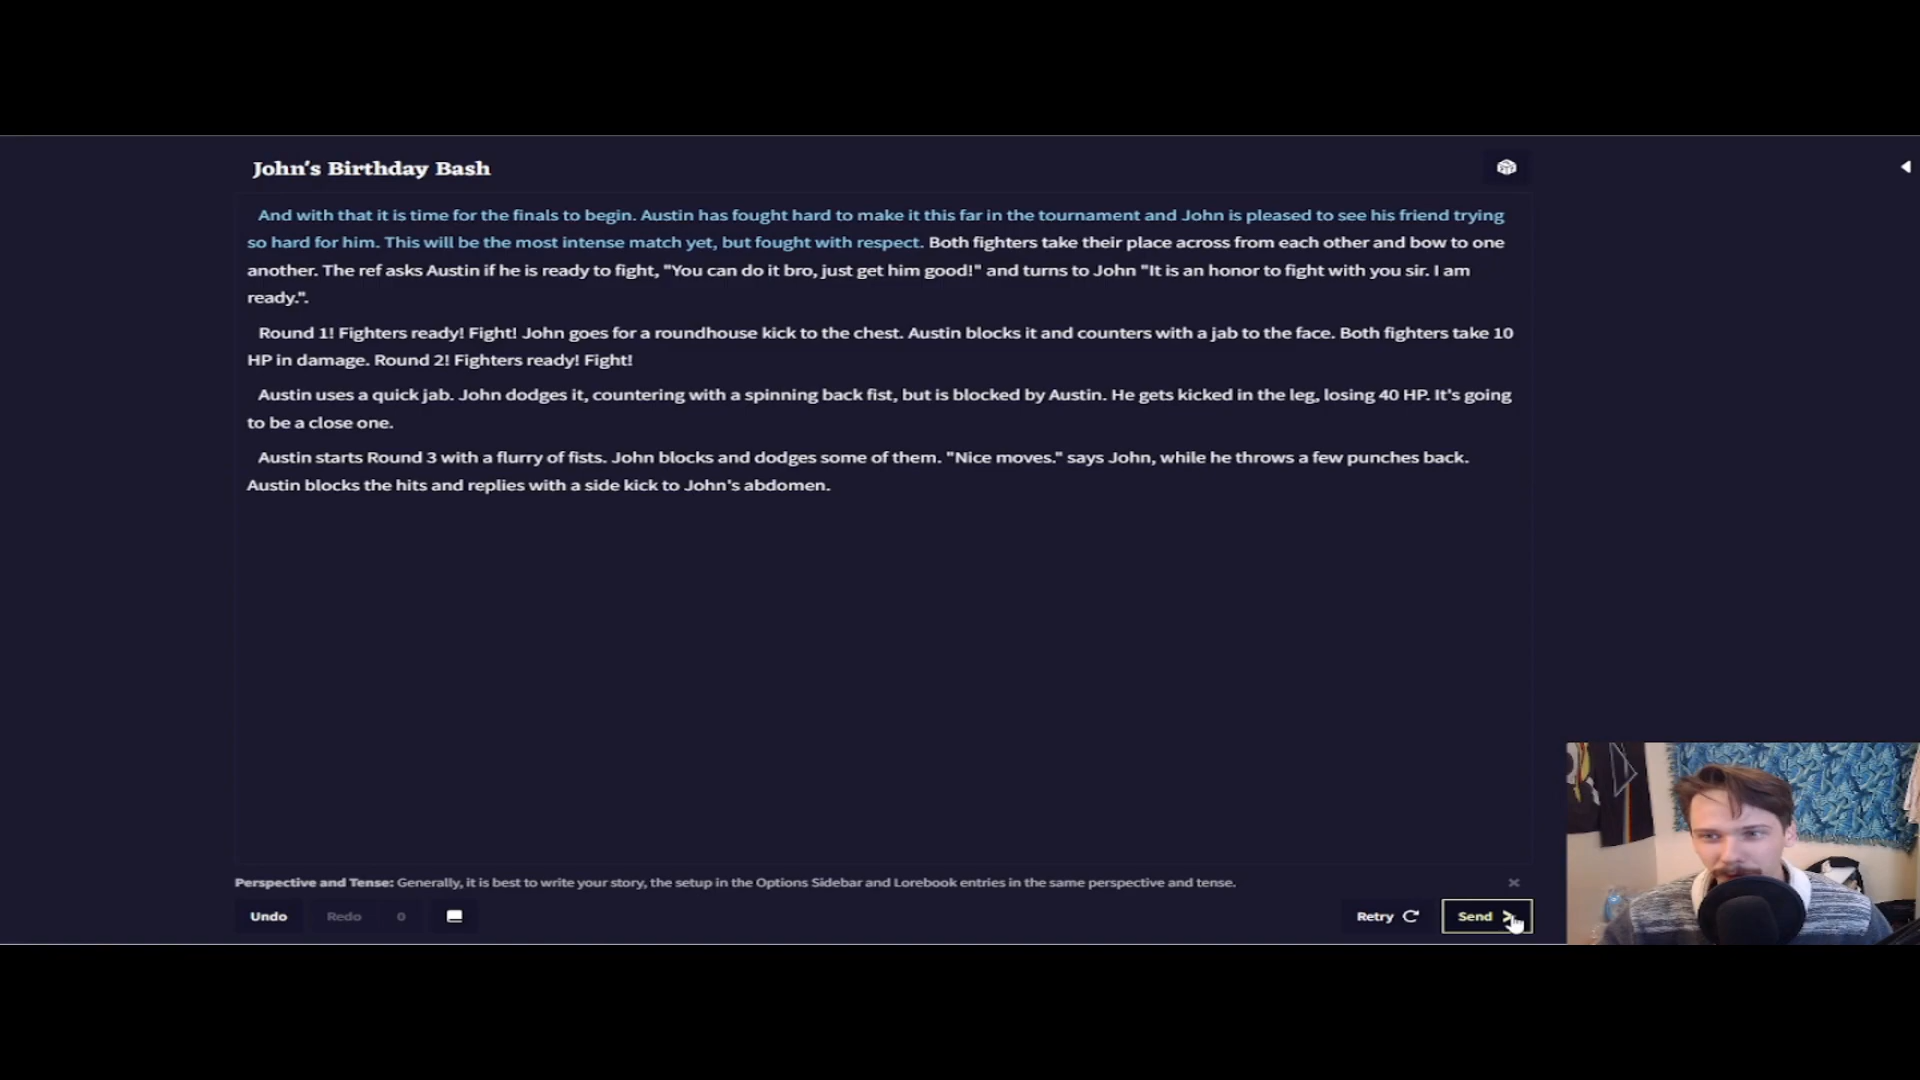 John's Birthday Bash
And with that it is time for the finals to begin. Austin has fought hard to make it this far in the tournament and John is pleased to see his friend trying
so hard for him. This will be the most intense match yet, but fought with respect. Both fighters take their place across from each other and bow to one
another. The ref asks Austin if he is ready to fight, "You can do it bro, just get him good!" and turns to John "It is an honor to fight with you sir. I am
ready.".
Round 1! Fighters ready! Fight! John goes for a roundhouse kick to the chest. Austin blocks it and counters with a jab to the face. Both fighters take 10
HP in damage. Round 2! Fighters ready! Fight!
Austin uses a quick jab. John dodges it, countering with a spinning back fist, but is blocked by Austin. He gets kicked in the leg, losing 40 HP. It's going
to be a close one.
Austin starts Round 3 with a flurry of fists. John blocks and dodges some of them. "Nice moves." says John, while he throws a few punches back.
Austin blocks the hits and replies with a side kick to John's abdomen.
Perspective and Tense: Generally, it is best to write your story, the setup in the Options Sidebar and Lorebook entries in the same perspective and tense.
Undo Redo 0 Retry Send